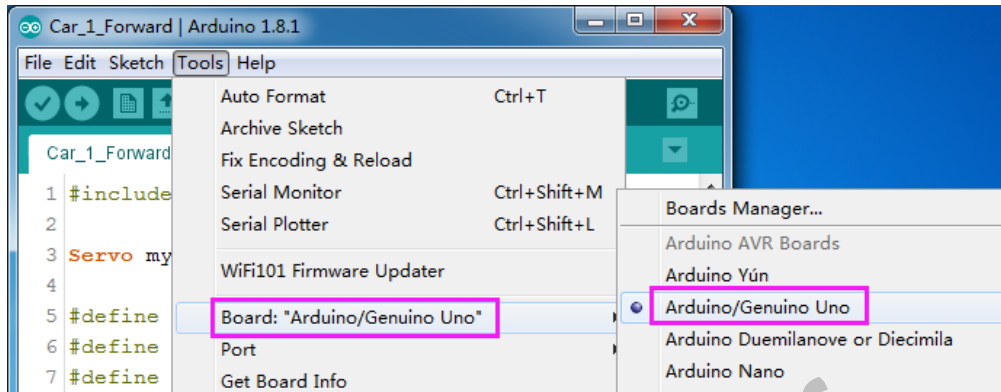 Car_1_Forward | Arduino 1.8.1
File Edit Sketch Tools Help
Auto Format Ctrl+T
Archive Sketch
Car_1_Forward
Fix Encoding & Reload
1 #include
Serial Monitor Ctrl+Shift+M
Boards Manager...
2
Serial Plotter Ctrl+Shift+L
3 Servo my
Arduino AVR Boards
4
WiFi101 Firmware Updater
Arduino Yún
5 #define
Board: "Arduino/Genuino Uno"
Arduino/Genuino Uno
6 #define
Port
Arduino Duemilanove or Diecimila
7 #define
Get Board Info
Arduino Nano